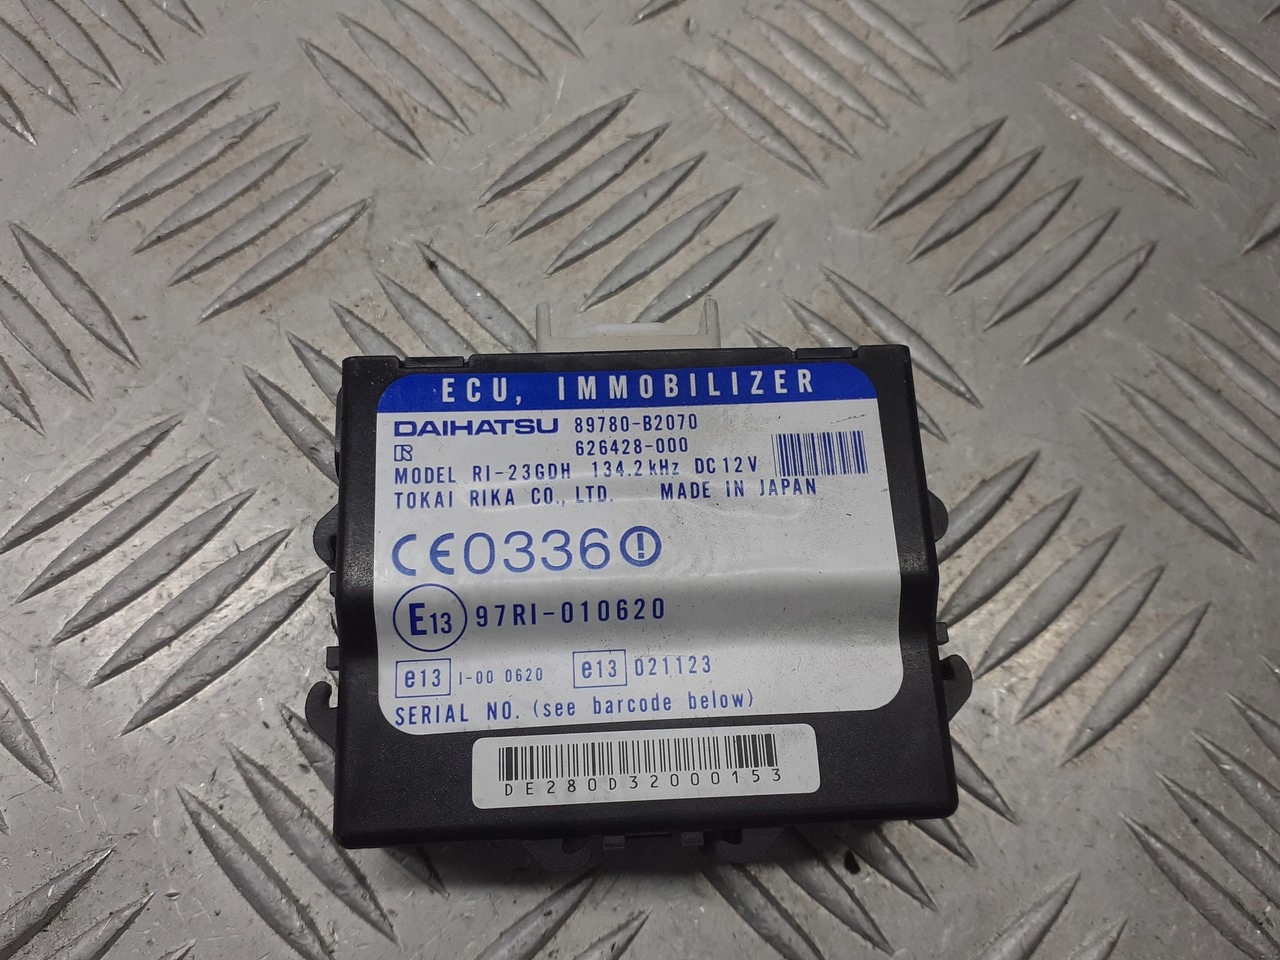 ECU, IMMOBILIZER
DAIHATSU 89780-B2070
R 626428-000
MODEL RI-23GDH 134.2kHz DC12V
TOKAI RIKA CO., LTD. MADE IN JAPAN
CE0336 !
E13 97RI-010620
e13 I-00 0620 e13 021123
SERIAL NO. (see barcode below)
DE280D32000153